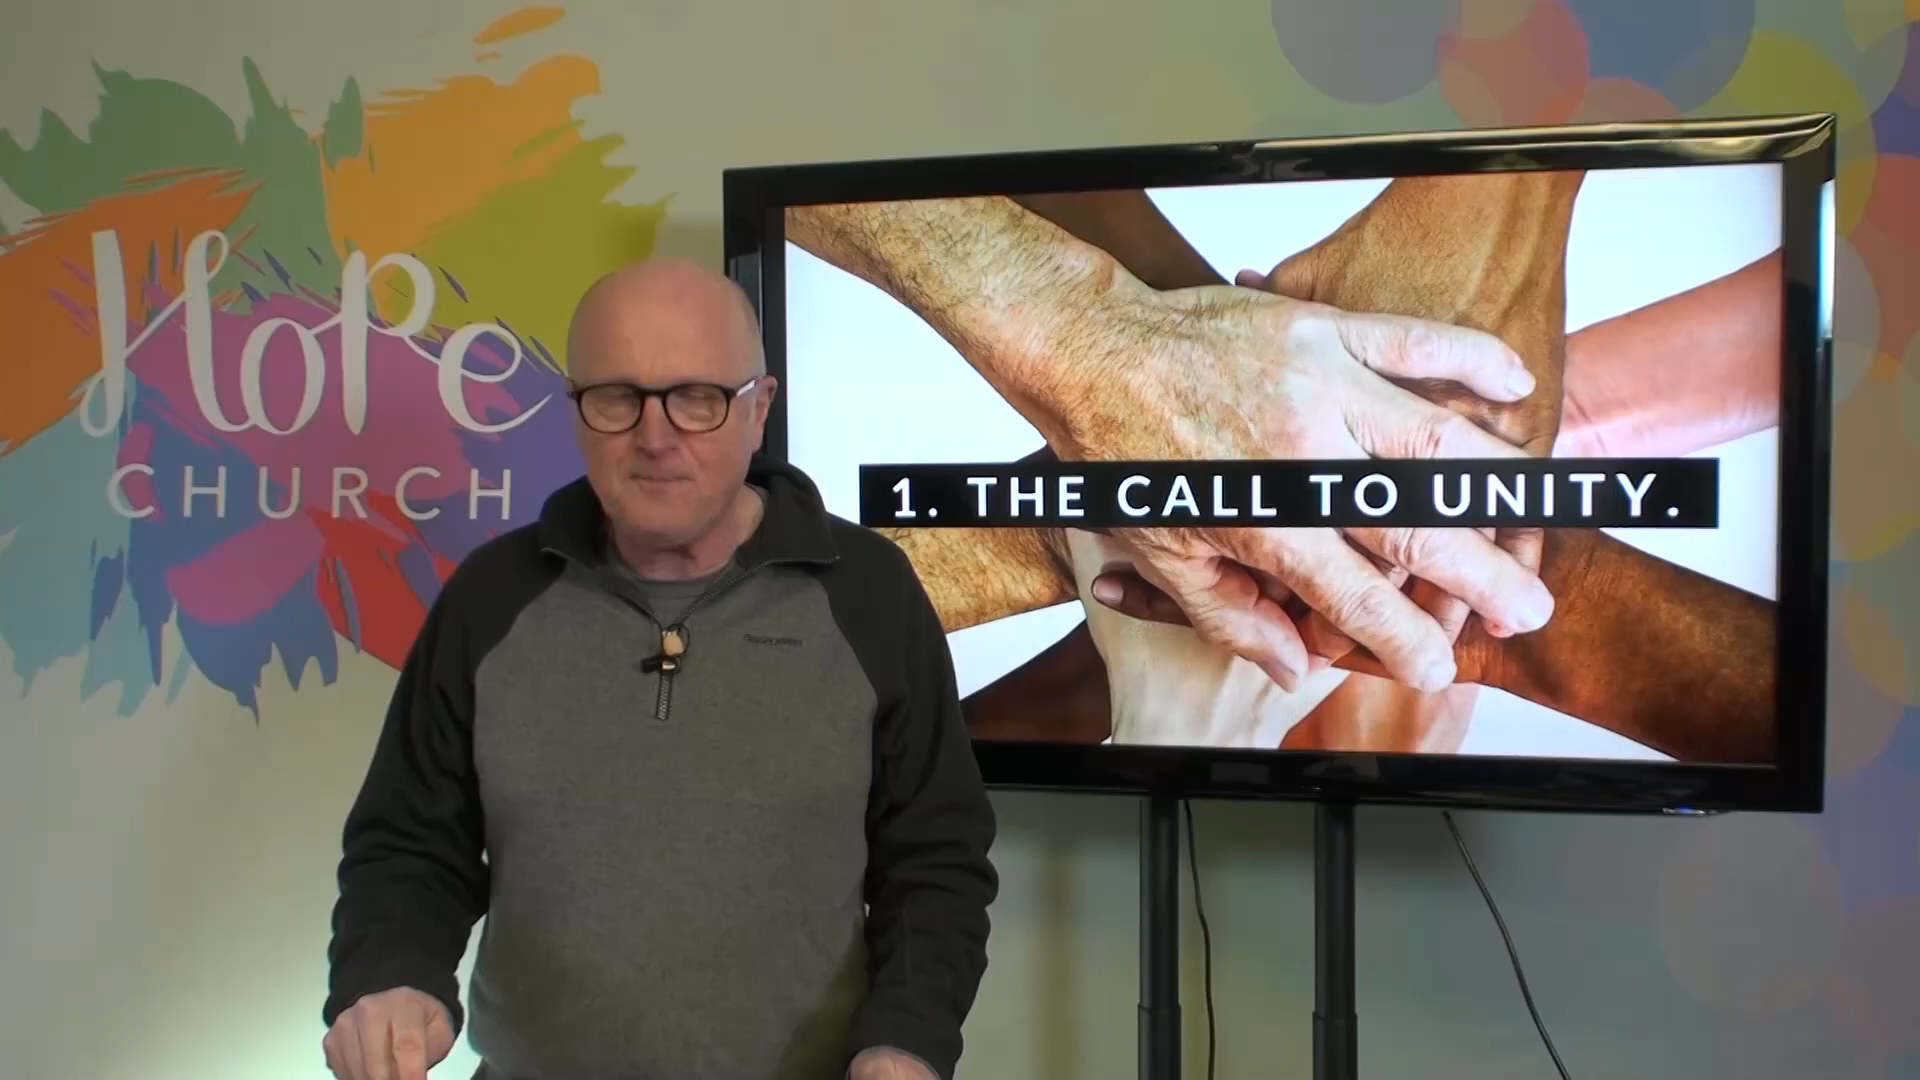 Hope
CHURCH
1. THE CALL TO UNITY.